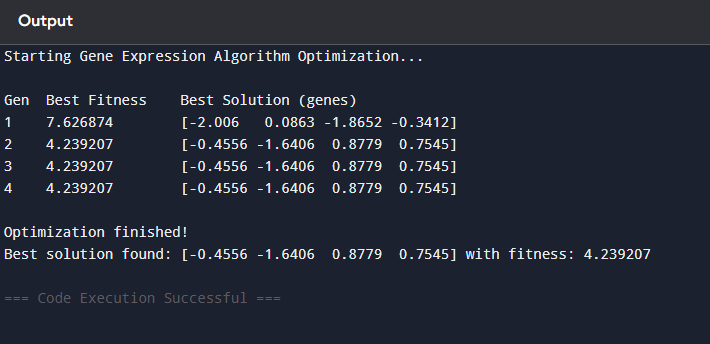 Output
Starting Gene Expression Algorithm Optimization...
Gen  Best Fitness    Best Solution (genes)
1    7.626874        [-2.006   0.0863 -1.8652 -0.3412]
2    4.239207        [-0.4556 -1.6406  0.8779  0.7545]
3    4.239207        [-0.4556 -1.6406  0.8779  0.7545]
4    4.239207        [-0.4556 -1.6406  0.8779  0.7545]
Optimization finished!
Best solution found: [-0.4556 -1.6406  0.8779  0.7545] with fitness: 4.239207
=== Code Execution Successful ===